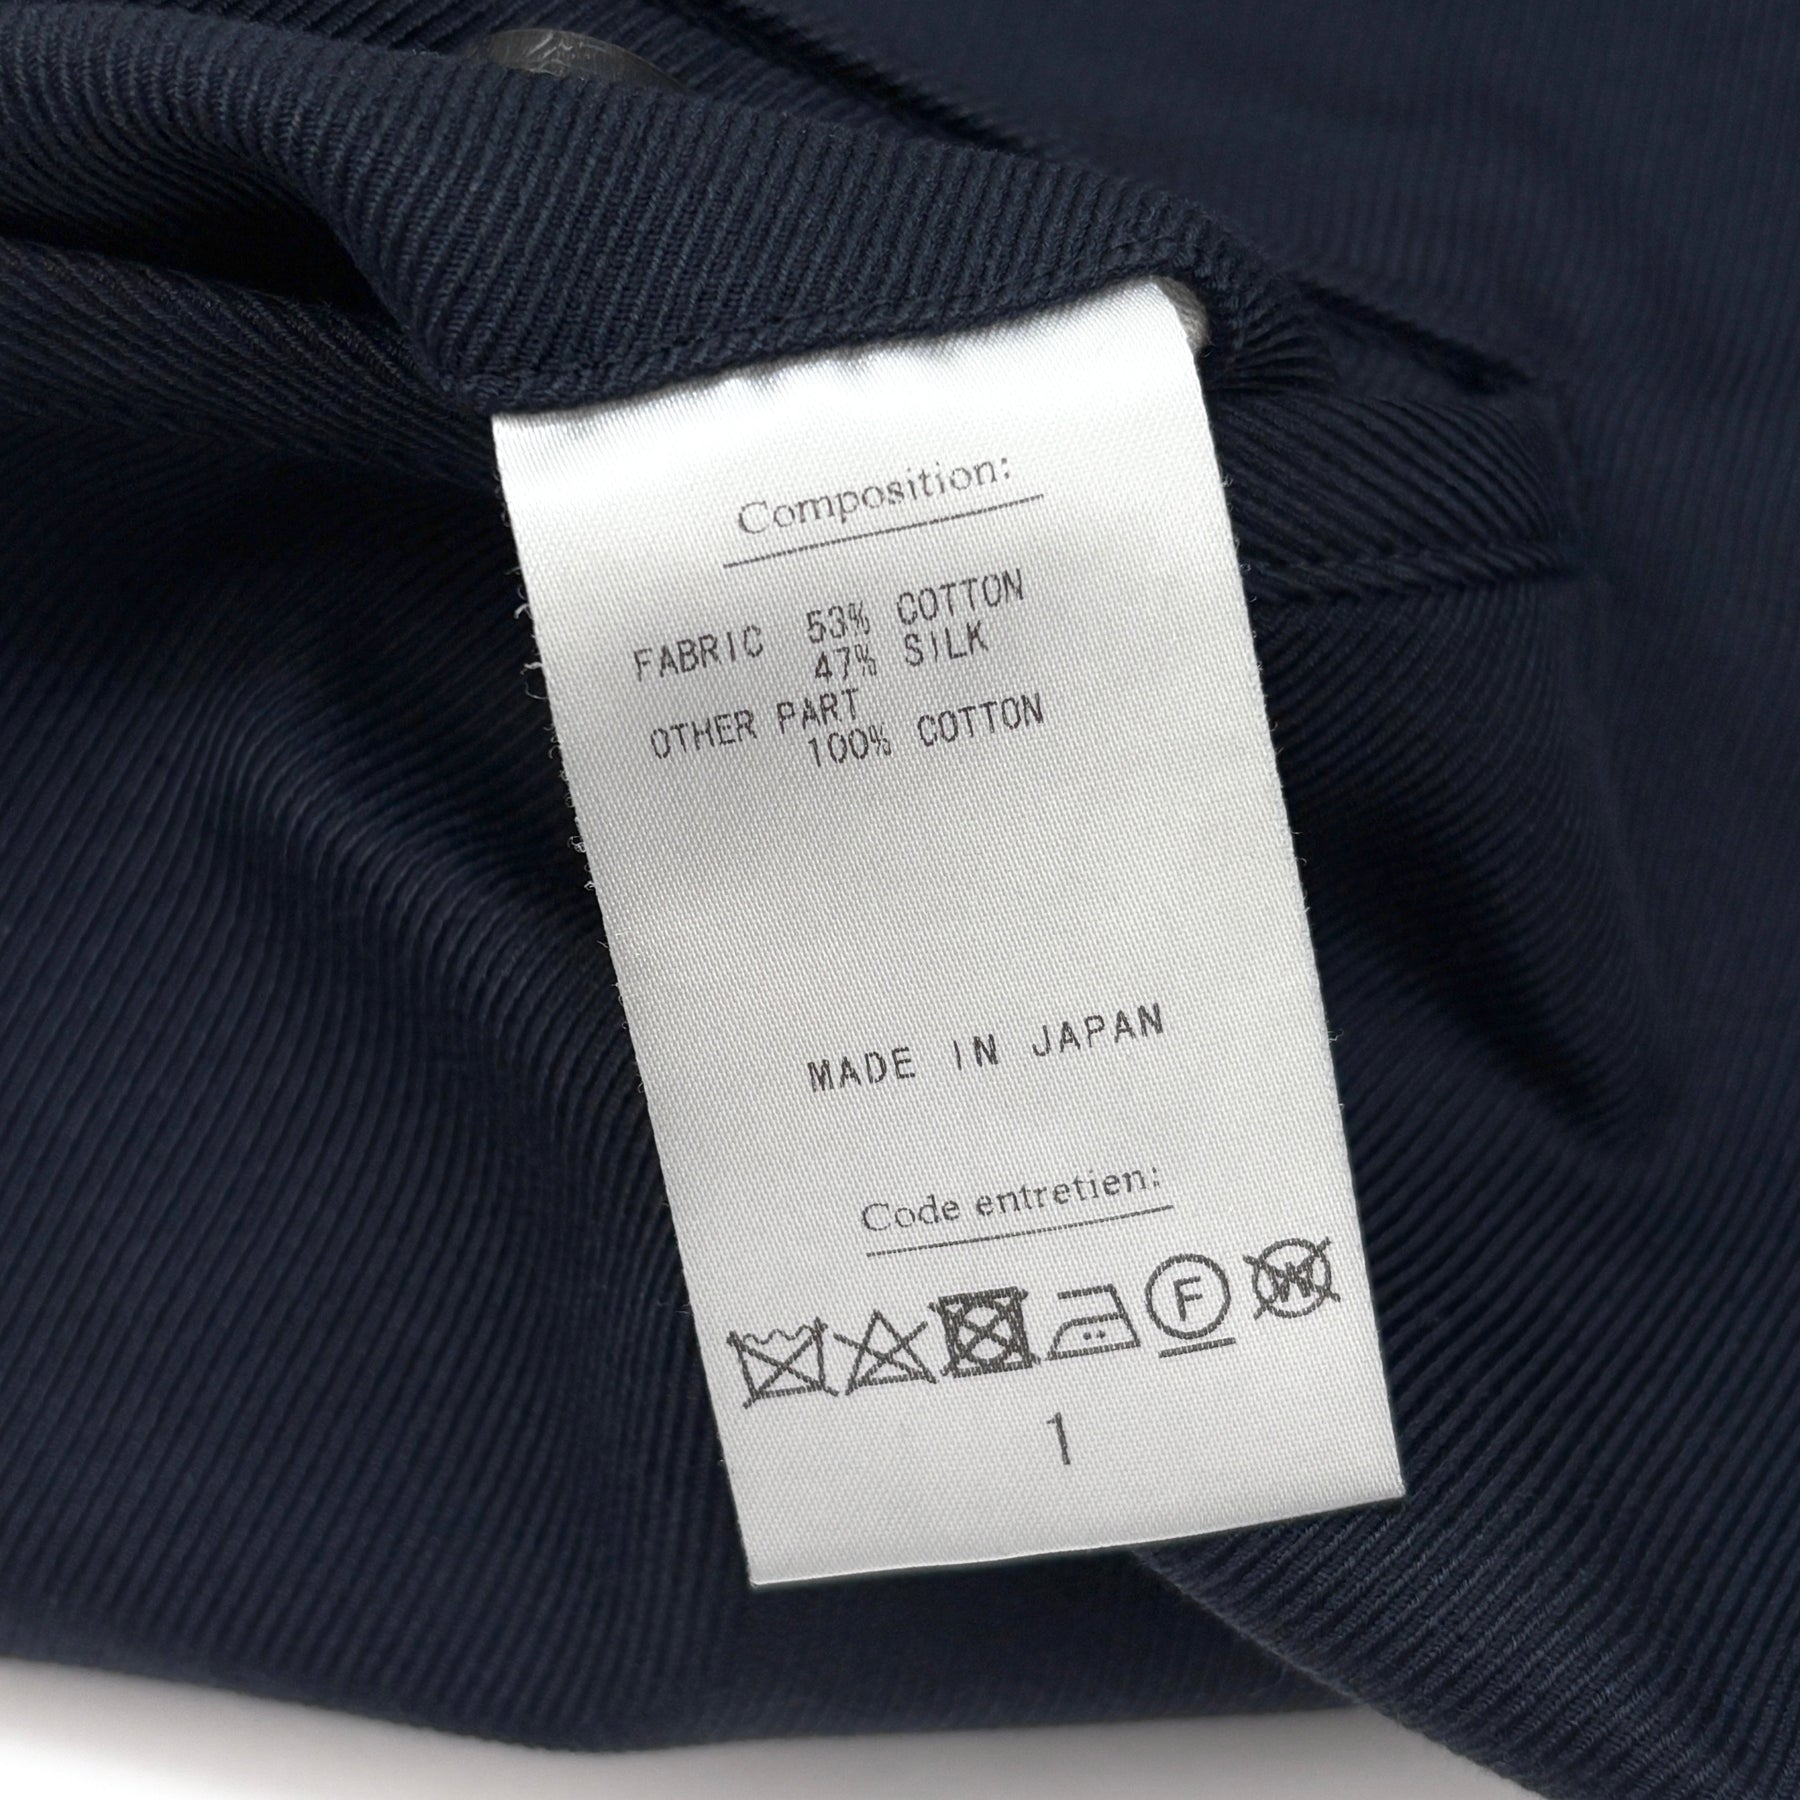 Composition:
FABRIC 53% COTTON
47% SILK
OTHER PART
100% COTTON
MADE IN JAPAN
Code entretien:
F W
1